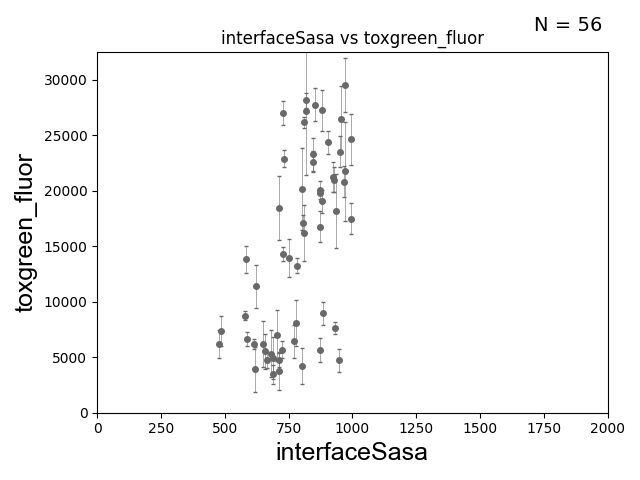 N = 56
interfaceSasa vs toxgreen_fluor
toxgreen_fluor
30000
25000
20000
15000
10000
5000
0
0 250 500 750 1000 1250 1500 1750 2000
interfaceSasa